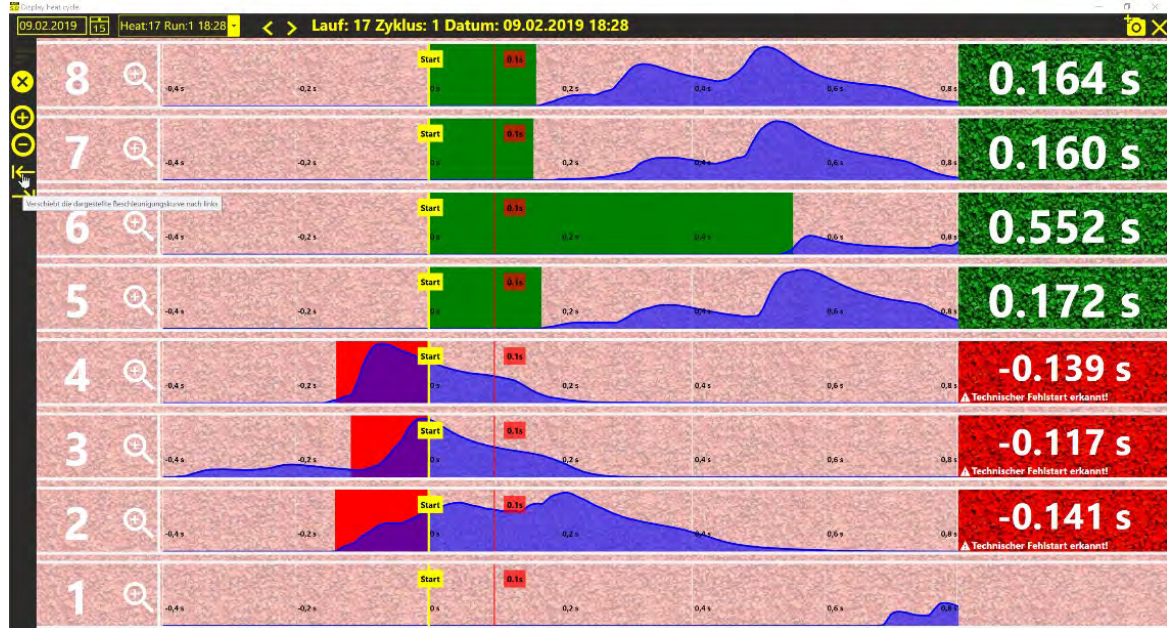 Display heat cycle
09.02.2019 15 Heat:17 Run:1 18:28 Lauf: 17 Zyklus: 1 Datum: 09.02.2019 18:28
8 Start 0.1s 0.164 s
-0,4 s -0,2 s 0 s 0,2 s 0,4 s 0,6 s 0,8 s
7 Start 0.1s 0.160 s
-0,4 s -0,2 s 0 s 0,2 s 0,4 s 0,6 s 0,8 s
Verschiebt die dargestellte Beschleunigungskurve nach links
6 Start 0.1s 0.552 s
-0,4 s -0,2 s 0 s 0,2 s 0,4 s 0,6 s 0,8 s
5 Start 0.1s 0.172 s
-0,4 s -0,2 s 0 s 0,2 s 0,4 s 0,6 s 0,8 s
4 Start 0.1s -0.139 s
-0,4 s -0,2 s 0 s 0,2 s 0,4 s 0,6 s 0,8 s
Technischer Fehlstart erkannt!
3 Start 0.1s -0.117 s
-0,4 s -0,2 s 0 s 0,2 s 0,4 s 0,6 s 0,8 s
Technischer Fehlstart erkannt!
2 Start 0.1s -0.141 s
-0,4 s -0,2 s 0 s 0,2 s 0,4 s 0,6 s 0,8 s
Technischer Fehlstart erkannt!
1 Start 0.1s
-0,4 s -0,2 s 0 s 0,2 s 0,4 s 0,6 s 0,8 s